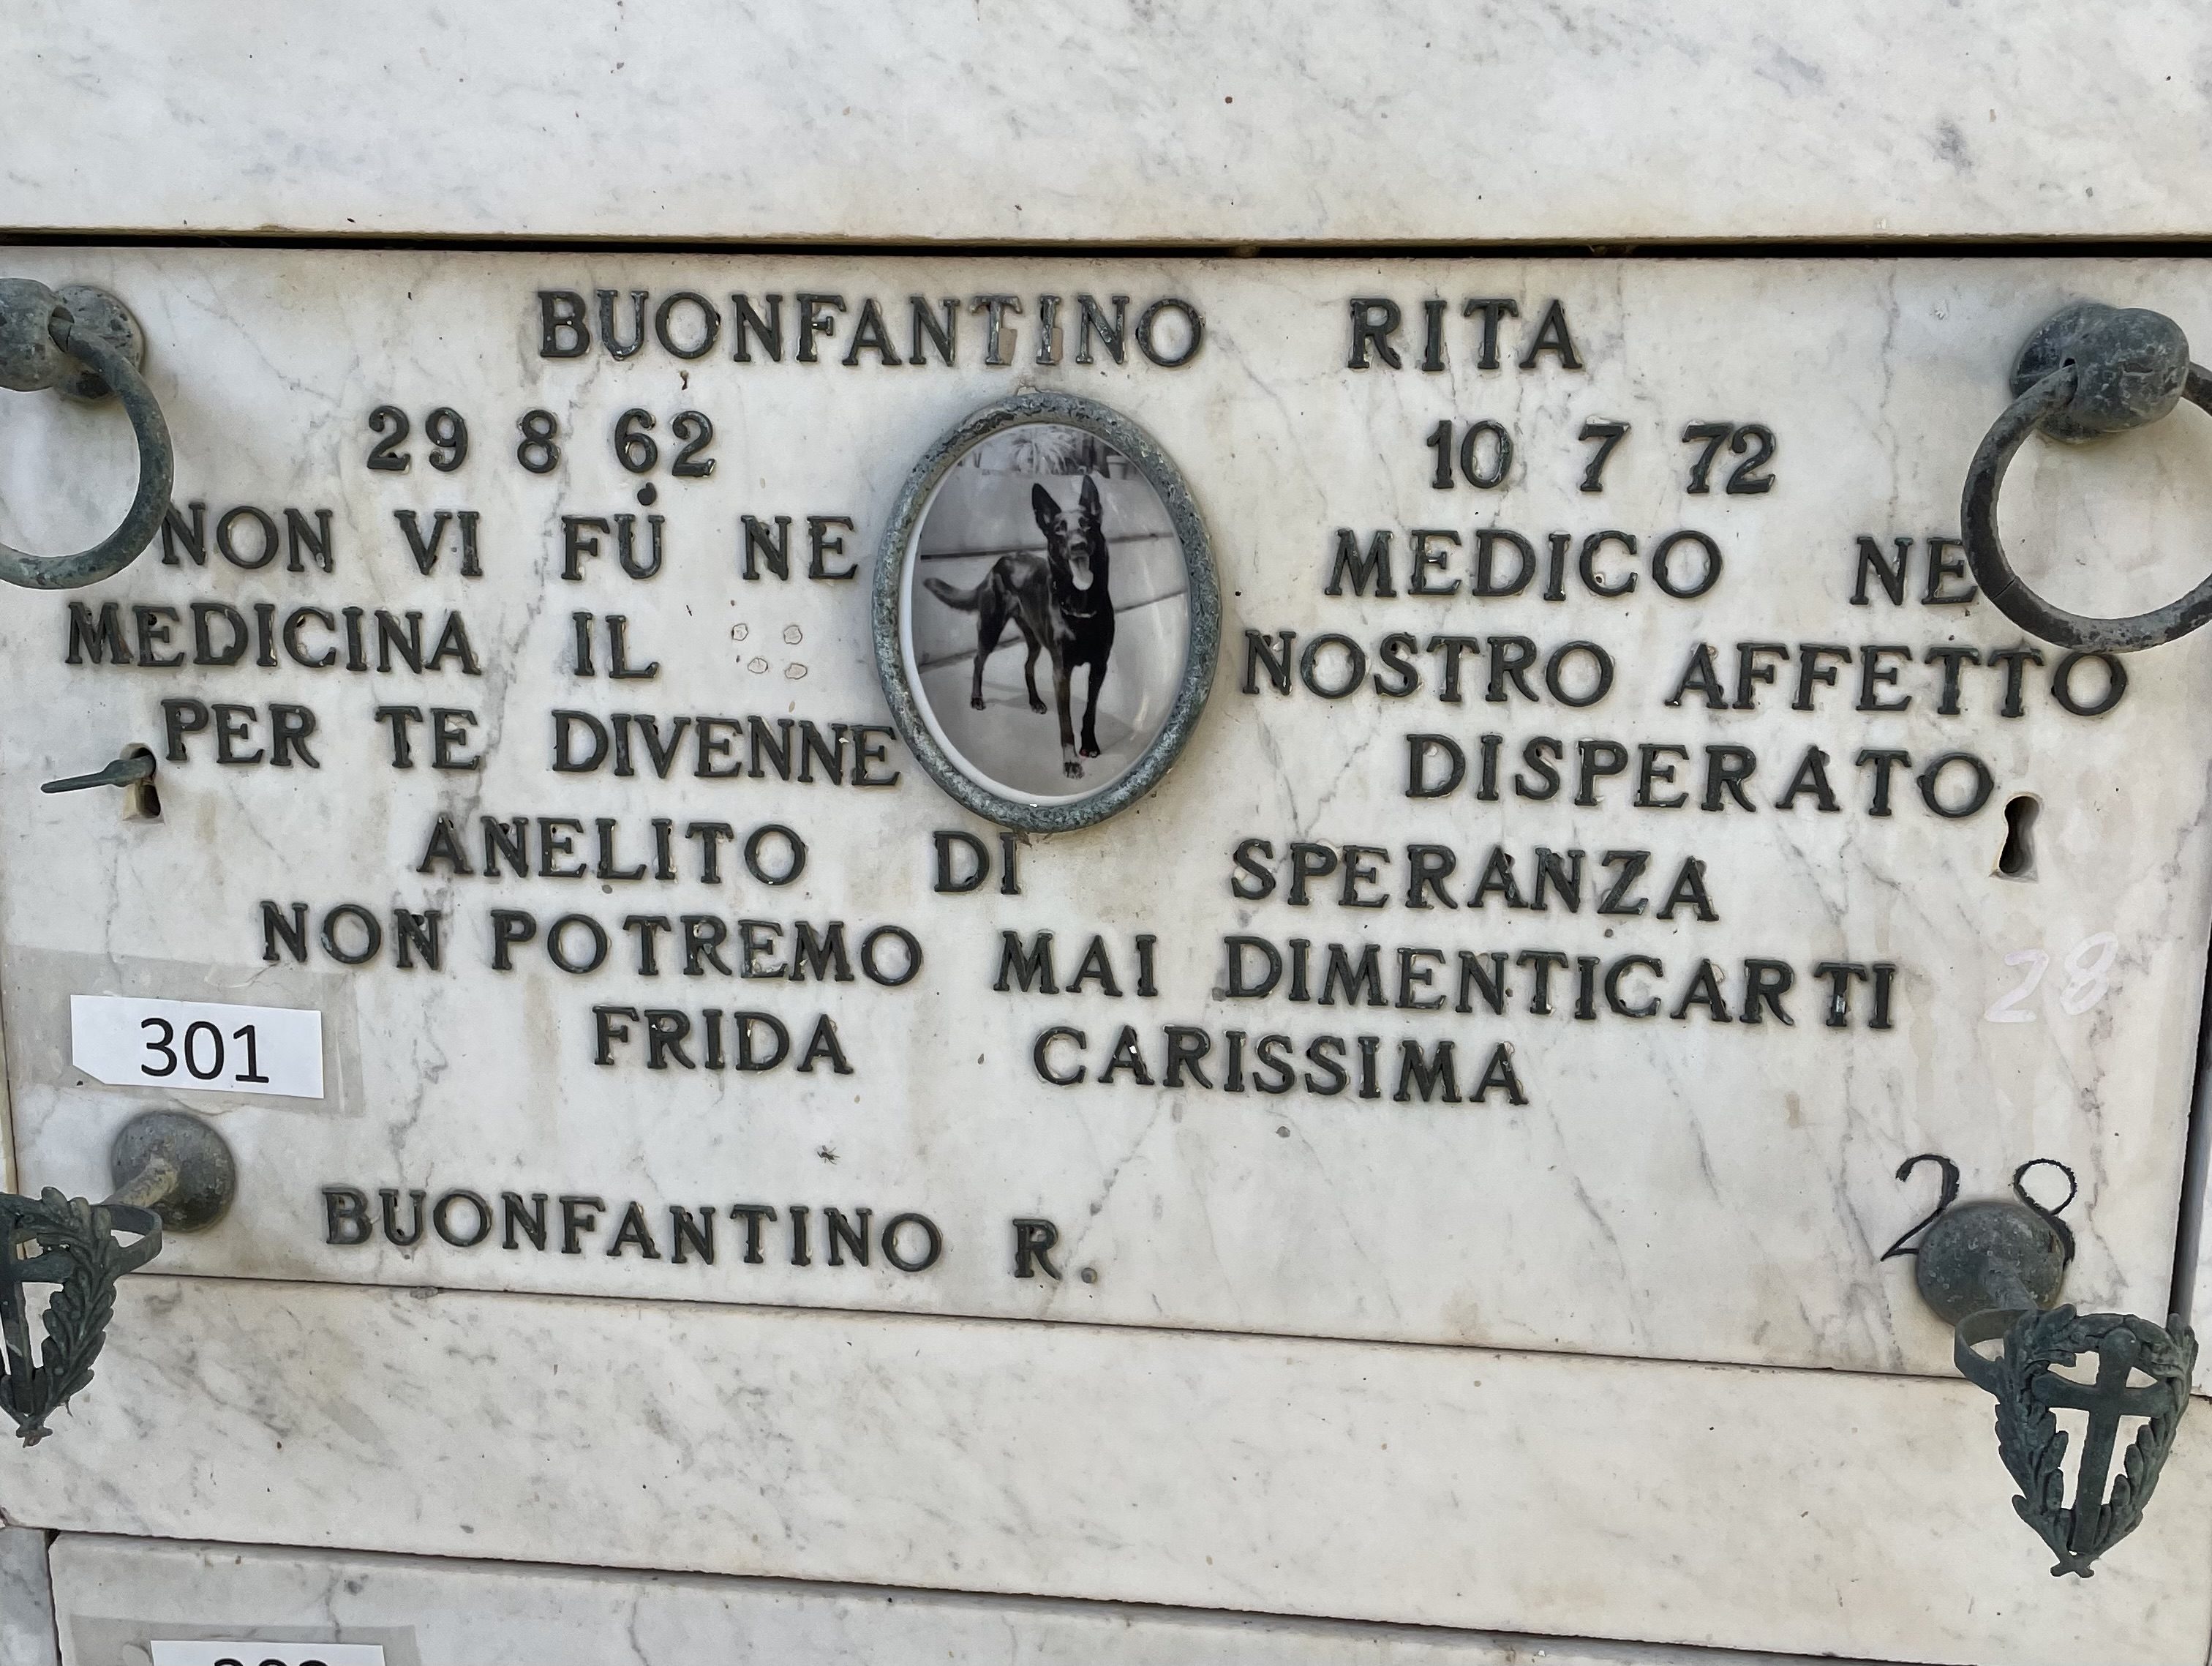 BUONFANTINO RITA
29 8 62 10 7 72
NON VI FÙ NE MEDICO NE
MEDICINA IL NOSTRO AFFETTO
PER TE DIVENNE DISPERATO
ANELITO DI SPERANZA
NON POTREMO MAI DIMENTICARTI
28
FRIDA CARISSIMA
301
BUONFANTINO R.
28